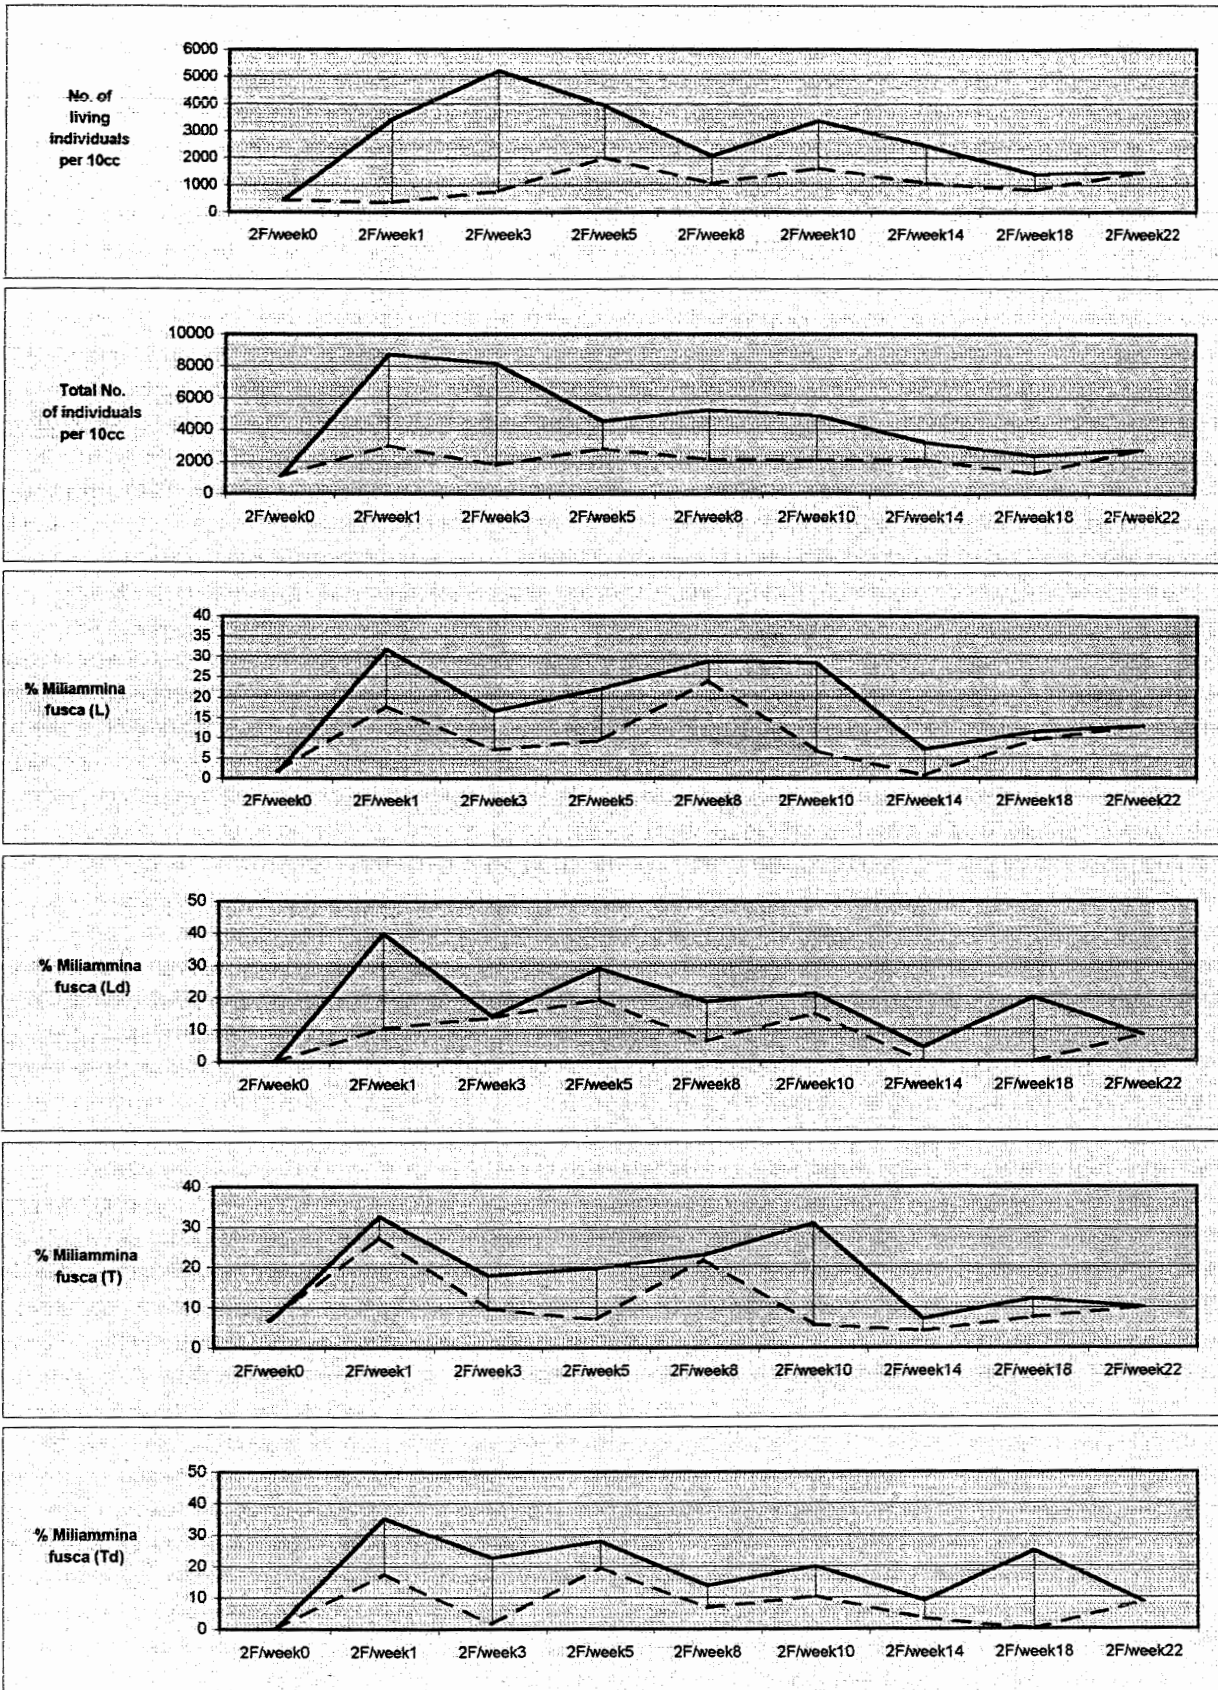 6000
5000
4000
3000
2000
1000
0
No. of
living
individuals
per 10cc
2F/week0 2F/week1 2F/week3 2F/week5 2F/week8 2F/week10 2F/week14 2F/week18 2F/week22
10000
8000
6000
4000
2000
0
Total No.
of individuals
per 10cc
2F/week0 2F/week1 2F/week3 2F/week5 2F/week8 2F/week10 2F/week14 2F/week18 2F/week22
40
35
30
25
20
15
10
5
0
% Miliammina
fusca (L)
2F/week0 2F/week1 2F/week3 2F/week5 2F/week8 2F/week10 2F/week14 2F/week18 2F/week22
50
40
30
20
10
0
% Miliammina
fusca (Ld)
2F/week0 2F/week1 2F/week3 2F/week5 2F/week8 2F/week10 2F/week14 2F/week18 2F/week22
40
30
20
10
0
% Miliammina
fusca (T)
2F/week0 2F/week1 2F/week3 2F/week5 2F/week8 2F/week10 2F/week14 2F/week18 2F/week22
50
40
30
20
10
0
% Miliammina
fusca (Td)
2F/week0 2F/week1 2F/week3 2F/week5 2F/week8 2F/week10 2F/week14 2F/week18 2F/week22